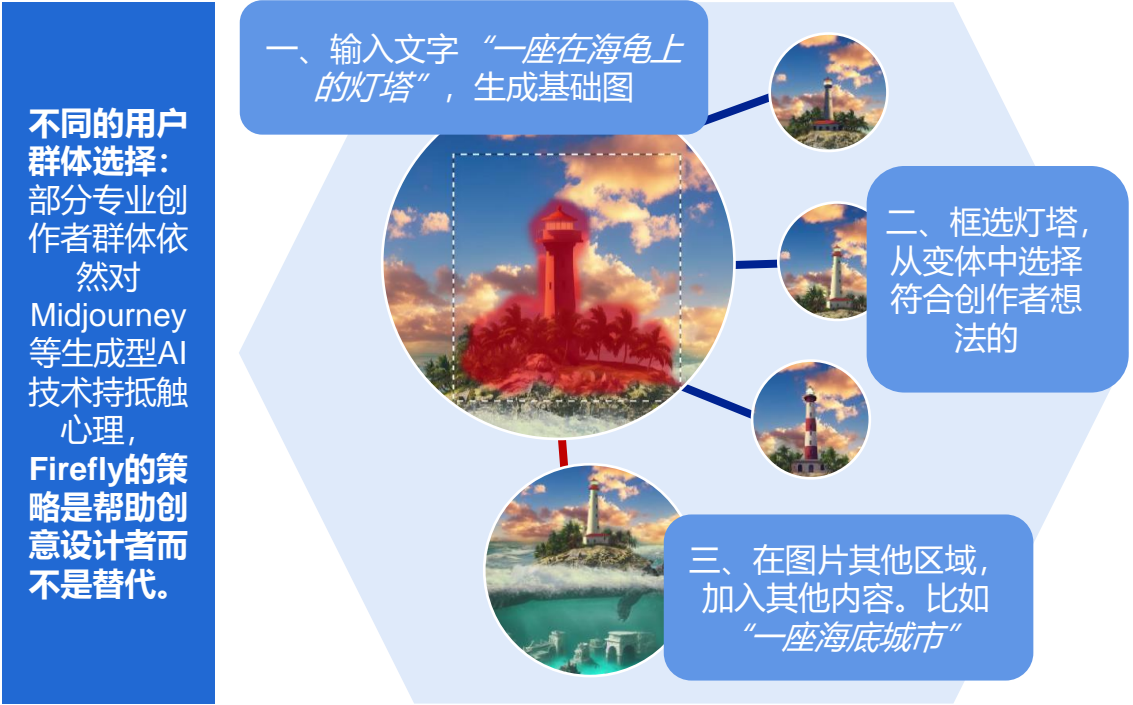 不同的用户
群体选择：
部分专业创
作者群体依
然对
Midjourney
等生成型AI
技术持抵触
心理，
Firefly的策
略是帮助创
意设计者而
不是替代。
一、输入文字 “一座在海龟上
的灯塔”，生成基础图
二、框选灯塔，
从变体中选择
符合创作者想
法的
三、在图片其他区域，
加入其他内容。比如
“一座海底城市”